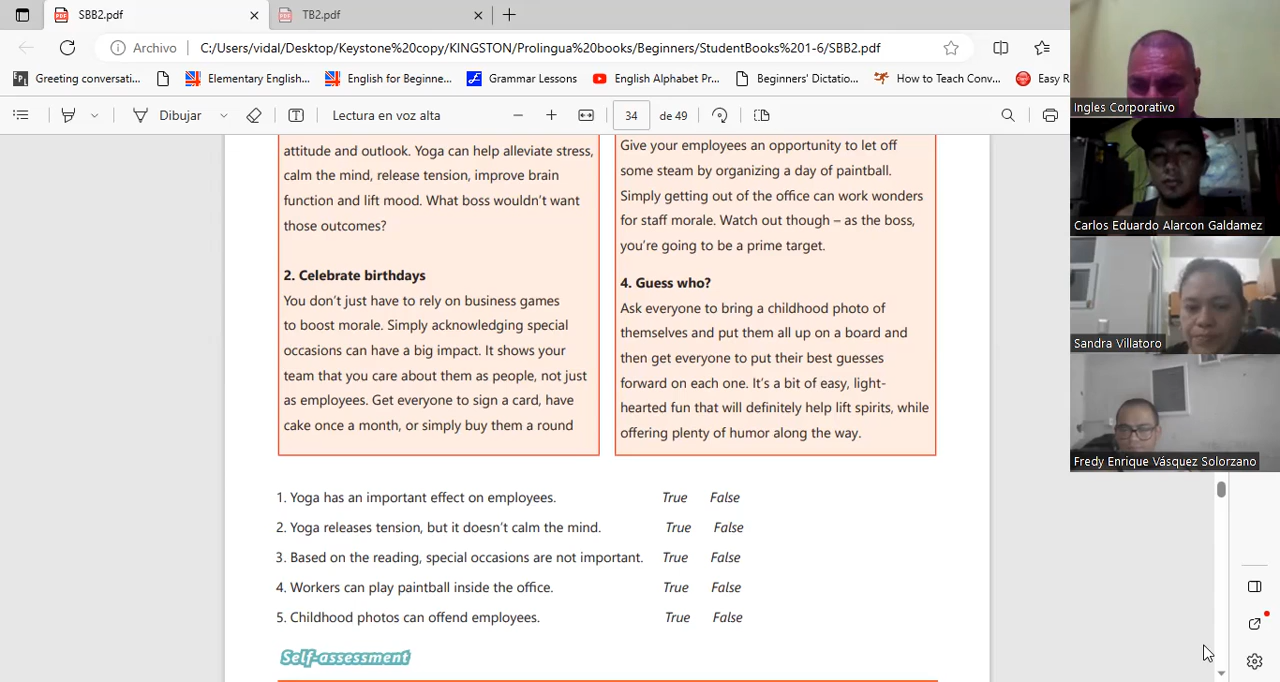 SBB2.pdf
TB2.pdf
Archivo
C:/Users/vidal/Desktop/Keystone%20copy/KINGSTON/Prolingua%20books/Beginners/StudentBooks%201-6/SBB2.pdf
Greeting conversati...
Elementary English...
English for Beginne...
Grammar Lessons
English Alphabet Pr...
Beginners' Dictatio...
How to Teach Conv...
Easy R
Dibujar
Lectura en voz alta
34
de 49
attitude and outlook. Yoga can help alleviate stress,
calm the mind, release tension, improve brain
function and lift mood. What boss wouldn't want
those outcomes?
2. Celebrate birthdays
You don't just have to rely on business games
to boost morale. Simply acknowledging special
occasions can have a big impact. It shows your
team that you care about them as people, not just
as employees. Get everyone to sign a card, have
cake once a month, or simply buy them a round
Give your employees an opportunity to let off
some steam by organizing a day of paintball.
Simply getting out of the office can work wonders
for staff morale. Watch out though – as the boss,
you're going to be a prime target.
4. Guess who?
Ask everyone to bring a childhood photo of
themselves and put them all up on a board and
then get everyone to put their best guesses
forward on each one. It's a bit of easy, light-
hearted fun that will definitely help lift spirits, while
offering plenty of humor along the way.
1. Yoga has an important effect on employees. True False
2. Yoga releases tension, but it doesn't calm the mind. True False
3. Based on the reading, special occasions are not important. True False
4. Workers can play paintball inside the office. True False
5. Childhood photos can offend employees. True False
Self-assessment
Ingles Corporativo
Carlos Eduardo Alarcon Galdamez
Sandra Villatoro
Fredy Enrique Vásquez Solorzano